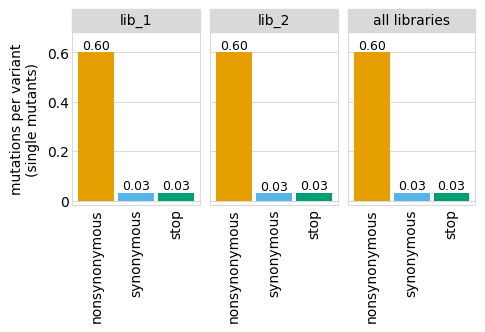 lib_1
lib_2
all libraries
mutations per variant
(single mutants)
0.6
0.4
0.2
0
0.60
0.03
0.03
0.60
0.03
0.03
0.60
0.03
0.03
nonsynonymous
synonymous
stop
nonsynonymous
synonymous
stop
nonsynonymous
synonymous
stop